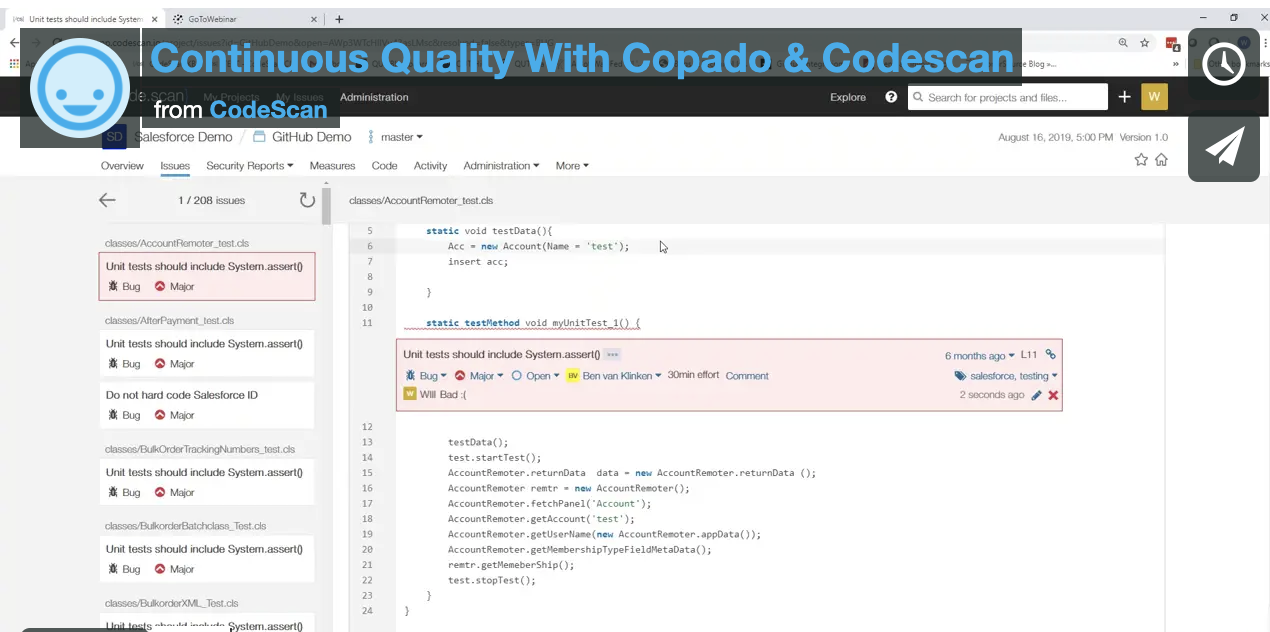 Unit tests should include System
GoToWebinar
Continuous Quality With Copado & Codescan
from CodeScan
My Projects
My Issues
Administration
Explore
Search for projects and files...
W
SD
Salesforce Demo / GitHub Demo
master
August 16, 2019, 5:00 PM Version 1.0
Overview Issues Security Reports Measures Code Activity Administration More
1 / 208 issues
classes/AccountRemoter_test.cls
classes/AccountRemoter_test.cls
Unit tests should include System.assert()
Bug Major
classes/AfterPayment_test.cls
Unit tests should include System.assert()
Bug Major
Do not hard code Salesforce ID
Bug Major
classes/BulkOrderTrackingNumbers_test.cls
Unit tests should include System.assert()
Bug Major
classes/BulkorderBatchclass_Test.cls
Unit tests should include System.assert()
Bug Major
classes/BulkorderXML_Test.cls
Unit tests should include System.assert()
5 static void testData(){
6 Acc = new Account(Name = 'test');
7 insert acc;
8
9 }
10
11 static testMethod void myUnitTest_1() {
Unit tests should include System.assert() ...
6 months ago L11
Bug Major Open BV Ben van Klinken 30min effort Comment
salesforce, testing
W Will Bad :(
2 seconds ago
12
13 testData();
14 test.startTest();
15 AccountRemoter.returnData data = new AccountRemoter.returnData ();
16 AccountRemoter remtr = new AccountRemoter();
17 AccountRemoter.fetchPanel('Account');
18 AccountRemoter.getAccount('test');
19 AccountRemoter.getUserName(new AccountRemoter.appData());
20 AccountRemoter.getMembershipTypeFieldMetaData();
21 remtr.getMemeberShip();
22 test.stopTest();
23 }
24 }